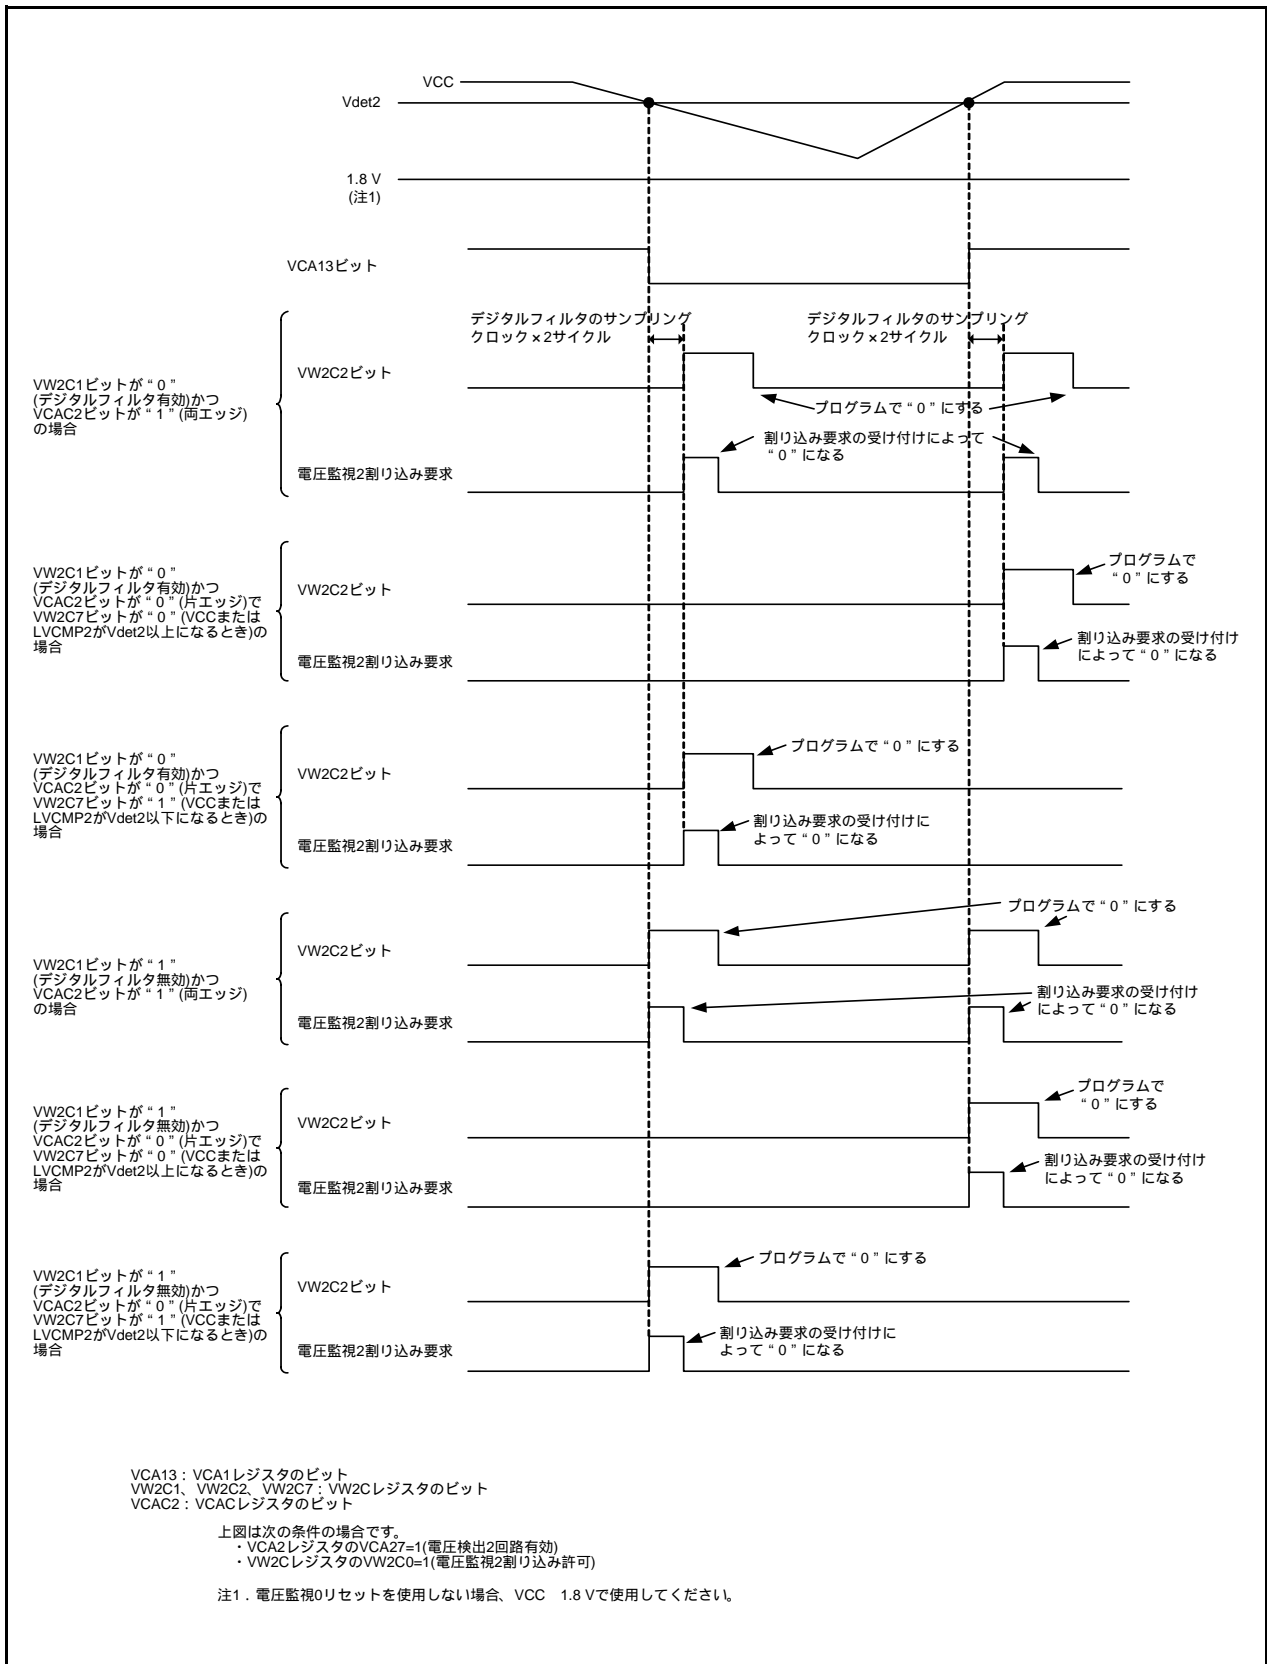 VCC
Vdet2
1.8 V
(注1)
VCA13ビット
デジタルフィルタのサンプリング
クロック×2サイクル
デジタルフィルタのサンプリング
クロック×2サイクル
VW2C1ビットが“0”
(デジタルフィルタ有効)かつ
VCAC2ビットが“1”(両エッジ)
の場合
VW2C2ビット
プログラムで“0”にする
割り込み要求の受け付けによって
“0”になる
電圧監視2割り込み要求
VW2C1ビットが“0”
(デジタルフィルタ有効)かつ
VCAC2ビットが“0”(片エッジ)で
VW2C7ビットが“0”(VCCまたは
LVCMP2がVdet2以上になるとき)の
場合
VW2C2ビット
プログラムで
“0”にする
電圧監視2割り込み要求
割り込み要求の受け付け
によって“0”になる
VW2C1ビットが“0”
(デジタルフィルタ有効)かつ
VCAC2ビットが“0”(片エッジ)で
VW2C7ビットが“1”(VCCまたは
LVCMP2がVdet2以下になるとき)の
場合
VW2C2ビット
プログラムで“0”にする
電圧監視2割り込み要求
割り込み要求の受け付けに
よって“0”になる
VW2C1ビットが“1”
(デジタルフィルタ無効)かつ
VCAC2ビットが“1”(両エッジ)
の場合
VW2C2ビット
プログラムで“0”にする
電圧監視2割り込み要求
割り込み要求の受け付け
によって“0”になる
VW2C1ビットが“1”
(デジタルフィルタ無効)かつ
VCAC2ビットが“0”(片エッジ)で
VW2C7ビットが“0”(VCCまたは
LVCMP2がVdet2以上になるとき)の
場合
VW2C2ビット
プログラムで
“0”にする
電圧監視2割り込み要求
割り込み要求の受け付け
によって“0”になる
VW2C1ビットが“1”
(デジタルフィルタ無効)かつ
VCAC2ビットが“0”(片エッジ)で
VW2C7ビットが“1”(VCCまたは
LVCMP2がVdet2以下になるとき)の
場合
VW2C2ビット
プログラムで“0”にする
電圧監視2割り込み要求
割り込み要求の受け付けに
よって“0”になる
VCA13：VCA1レジスタのビット
VW2C1、VW2C2、VW2C7：VW2Cレジスタのビット
VCAC2：VCACレジスタのビット
上図は次の条件の場合です。
・VCA2レジスタのVCA27=1(電圧検出2回路有効)
・VW2CレジスタのVW2C0=1(電圧監視2割り込み許可)
注1．電圧監視0リセットを使用しない場合、VCC　1.8 Vで使用してください。